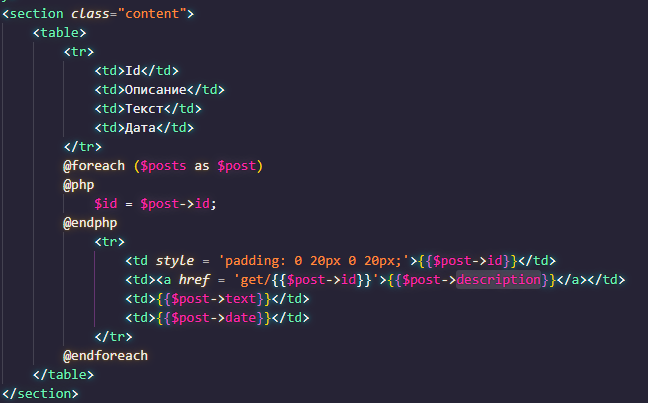 <section class="content">
<table>
<tr>
<td>Id</td>
<td>Описание</td>
<td>Текст</td>
<td>Дата</td>
</tr>
@foreach ($posts as $post)
@php
$id = $post->id;
@endphp
<tr>
<td style = 'padding: 0 20px 0 20px;'>{{$post->id}}</td>
<td><a href = 'get/{{$post->id}}'>{{$post->description}}</a></td>
<td>{{$post->text}}</td>
<td>{{$post->date}}</td>
</tr>
@endforeach
</table>
</section>